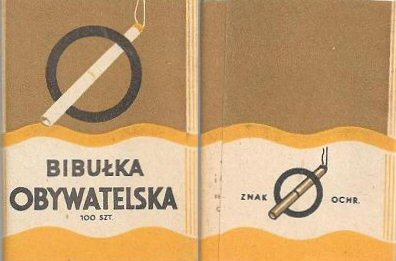 BIBUŁKA
OBYWATELSKA
100 SZT.
ZNAK OCHR.